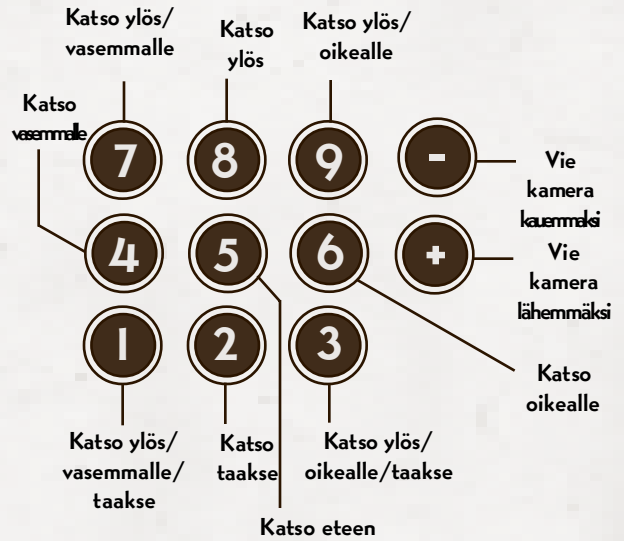 Katso ylös/
vasemmalle
Katso
ylös
Katso ylös/
oikealle
Katso
vasemmalle
7
8
9
-
Vie
kamera
kauemmaksi
4
5
6
+
Vie
kamera
lähemmäksi
1
2
3
Katso
oikealle
Katso ylös/
vasemmalle/
taakse
Katso
taakse
Katso ylös/
oikealle/taakse
Katso eteen